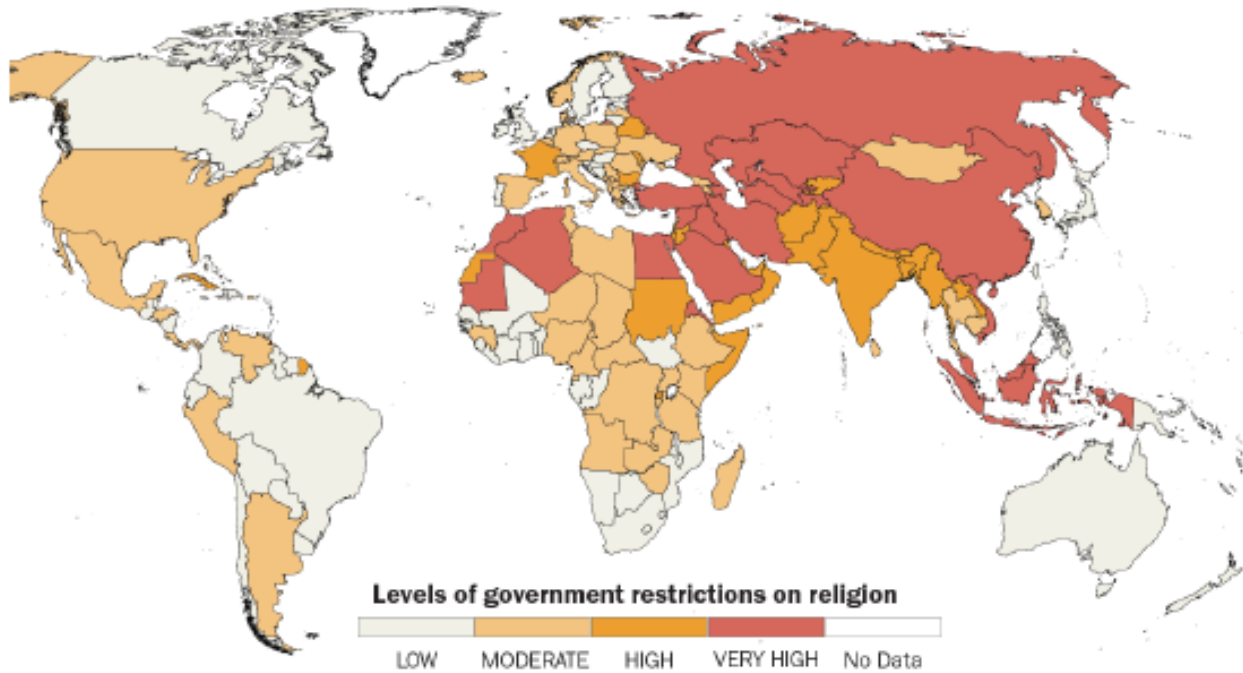 Levels of government restrictions on religion
LOW MODERATE HIGH VERY HIGH No Data